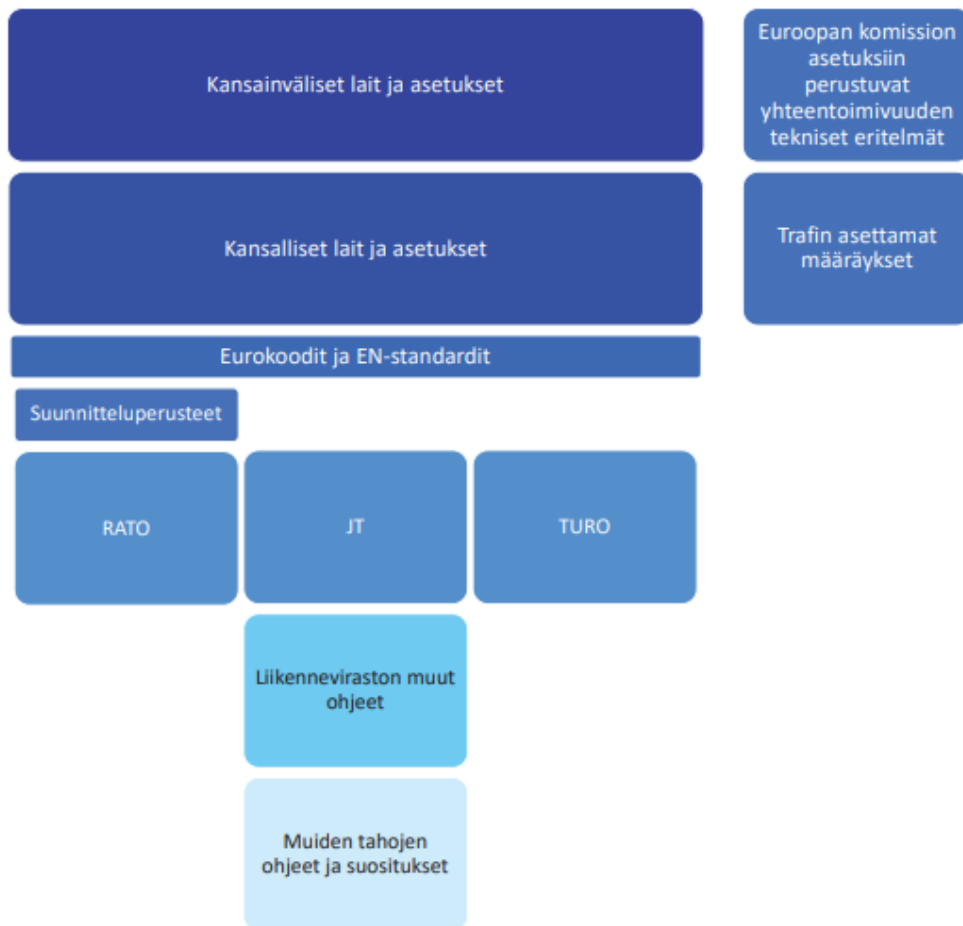 Kansainväliset lait ja asetukset
Euroopan komission
asetuksiin
perustuvat
yhteentoimivuuden
tekniset eritelmät
Kansalliset lait ja asetukset
Trafin asettamat
määräykset
Eurokoodit ja EN-standardit
Suunnitteluperusteet
RATO
JT
TURO
Liikenneviraston muut
ohjeet
Muiden tahojen
ohjeet ja suositukset